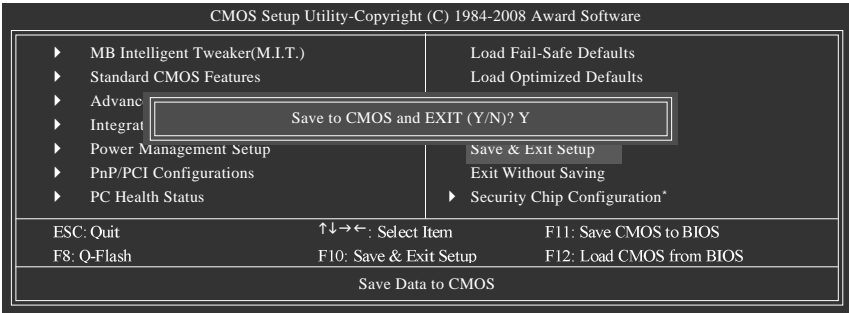 CMOS Setup Utility-Copyright (C) 1984-2008 Award Software
MB Intelligent Tweaker(M.I.T.)
Standard CMOS Features
Advanc
Integrat
Power Management Setup
PnP/PCI Configurations
PC Health Status
Load Fail-Safe Defaults
Load Optimized Defaults
Save & Exit Setup
Exit Without Saving
Security Chip Configuration*
Save to CMOS and EXIT (Y/N)? Y
ESC: Quit ↑↓→←: Select Item F11: Save CMOS to BIOS
F8: Q-Flash F10: Save & Exit Setup F12: Load CMOS from BIOS
Save Data to CMOS